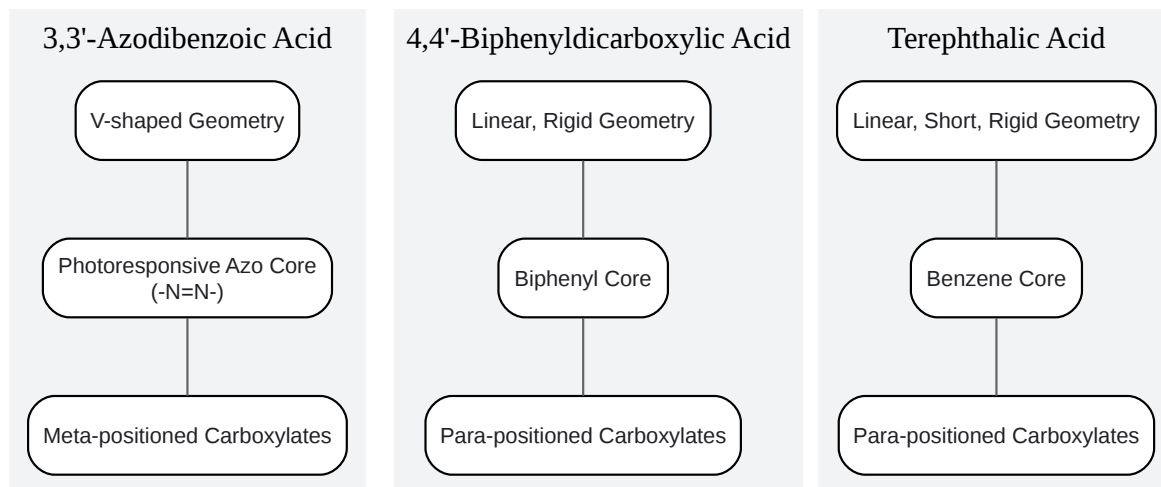 3,3'-Azodibenzoic Acid
V-shaped Geometry
Photoresponsive Azo Core
(-N=N-)
Meta-positioned Carboxylates
4,4'-Biphenyldicarboxylic Acid
Linear, Rigid Geometry
Biphenyl Core
Para-positioned Carboxylates
Terephthalic Acid
Linear, Short, Rigid Geometry
Benzene Core
Para-positioned Carboxylates